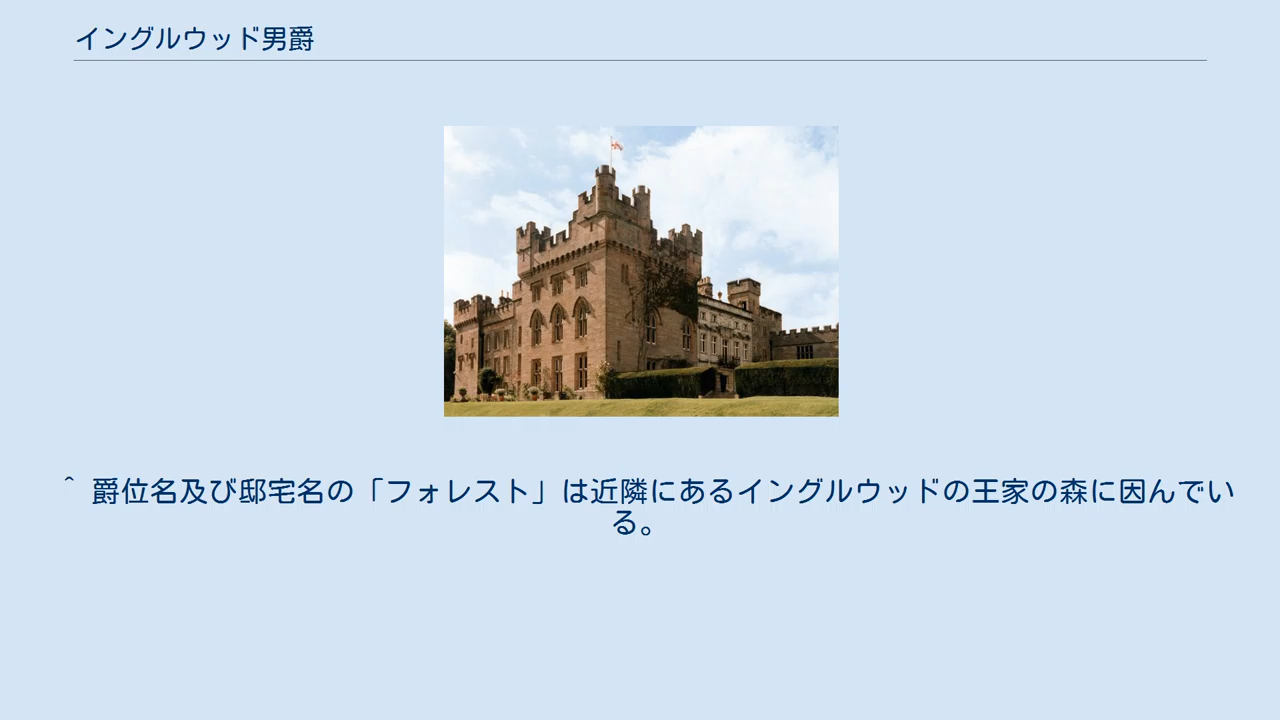 イングルウッド男爵
^ 爵位名及び邸宅名の「フォレスト」は近隣にあるイングルウッドの王家の森に因んでい
る。